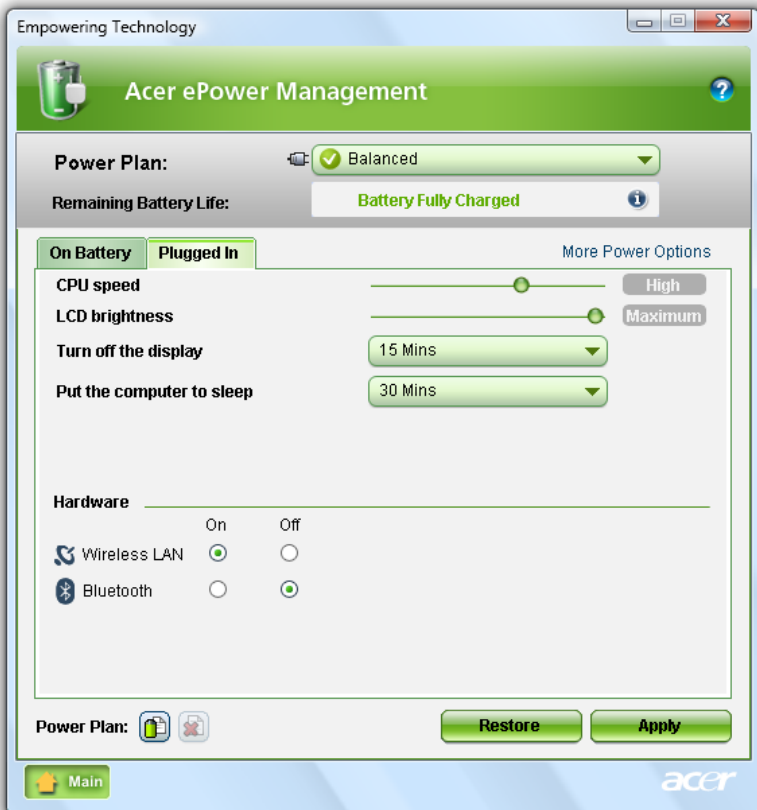 Empowering Technology
Acer ePower Management
Power Plan: Balanced
Remaining Battery Life: Battery Fully Charged
On Battery Plugged In More Power Options
CPU speed High
LCD brightness Maximum
Turn off the display 15 Mins
Put the computer to sleep 30 Mins
Hardware
On Off
Wireless LAN
Bluetooth
Power Plan: Restore Apply
Main acer